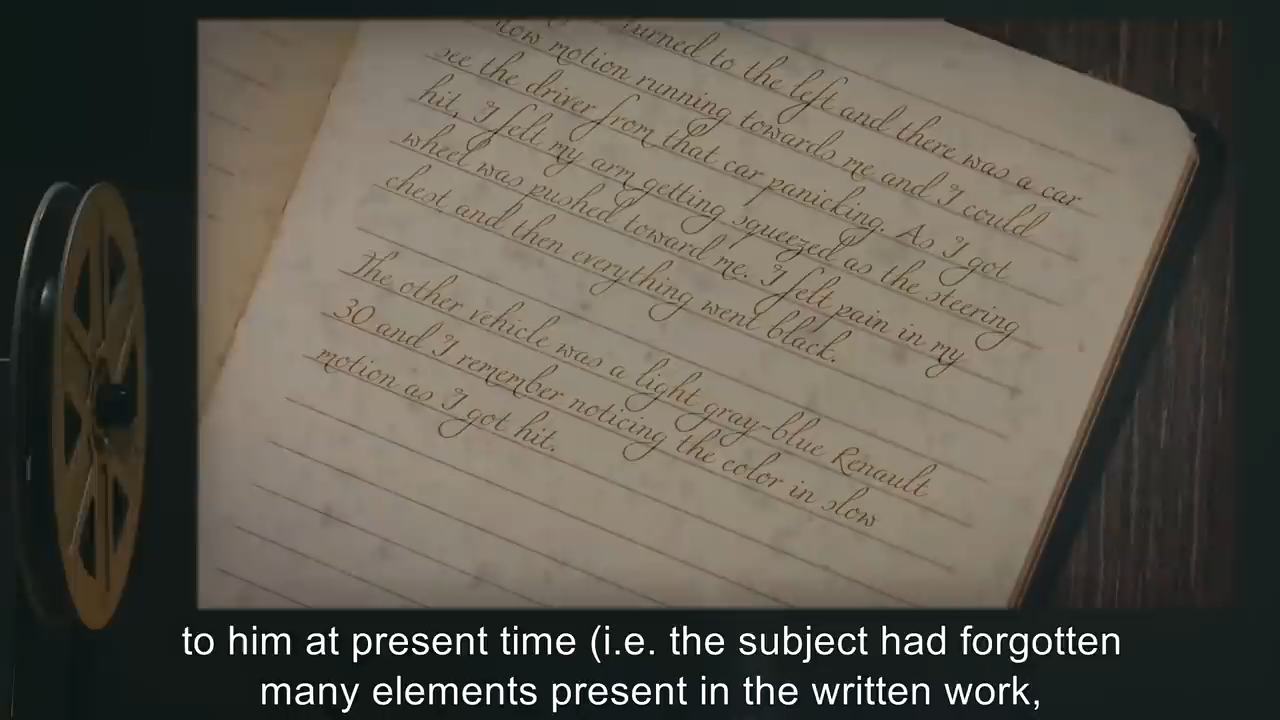 turned to the left and there was a car
slow motion running towards me and I could
see the driver from that car panicking. As I got
hit, I felt my arm getting squeezed as the steering
wheel was pushed toward me. I felt pain in my
chest and then everything went black.
The other vehicle was a light gray-blue Renault
30 and I remember noticing the color in slow
motion as I got hit.
to him at present time (i.e. the subject had forgotten
many elements present in the written work,